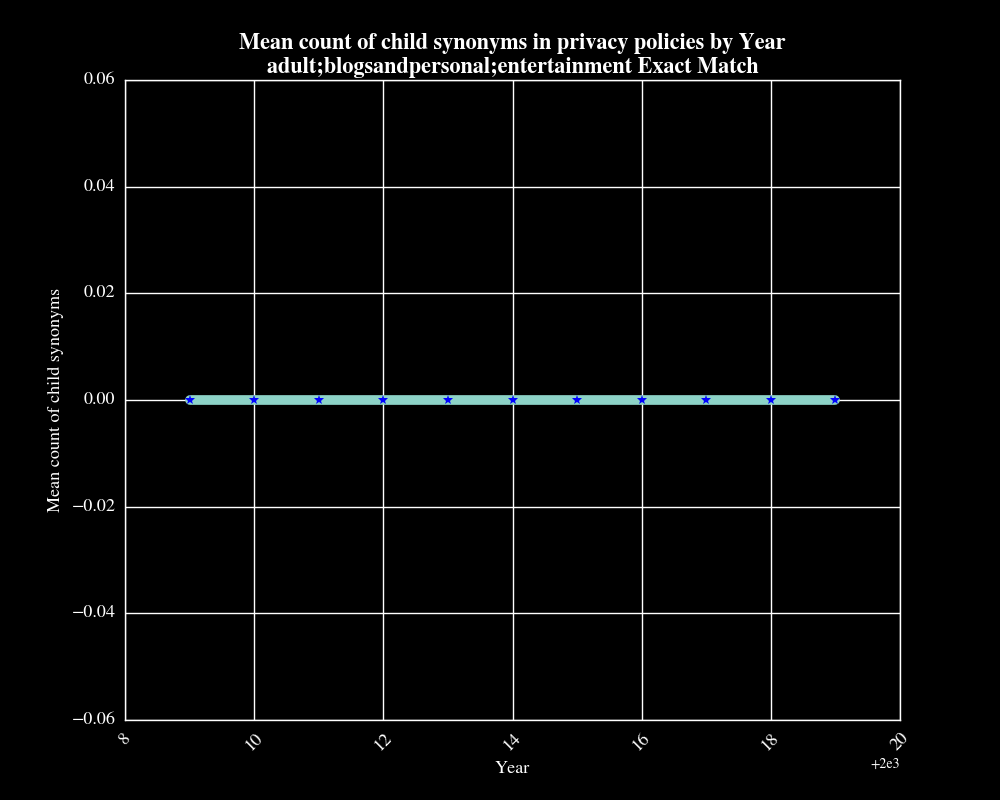 Mean count of child synonyms in privacy policies by Year
adult;blogsandpersonal;entertainment Exact Match
0.06
0.04
0.02
0.00
−0.02
−0.04
−0.06
Mean count of child synonyms
8
10
12
14
16
18
20
Year
+2e3